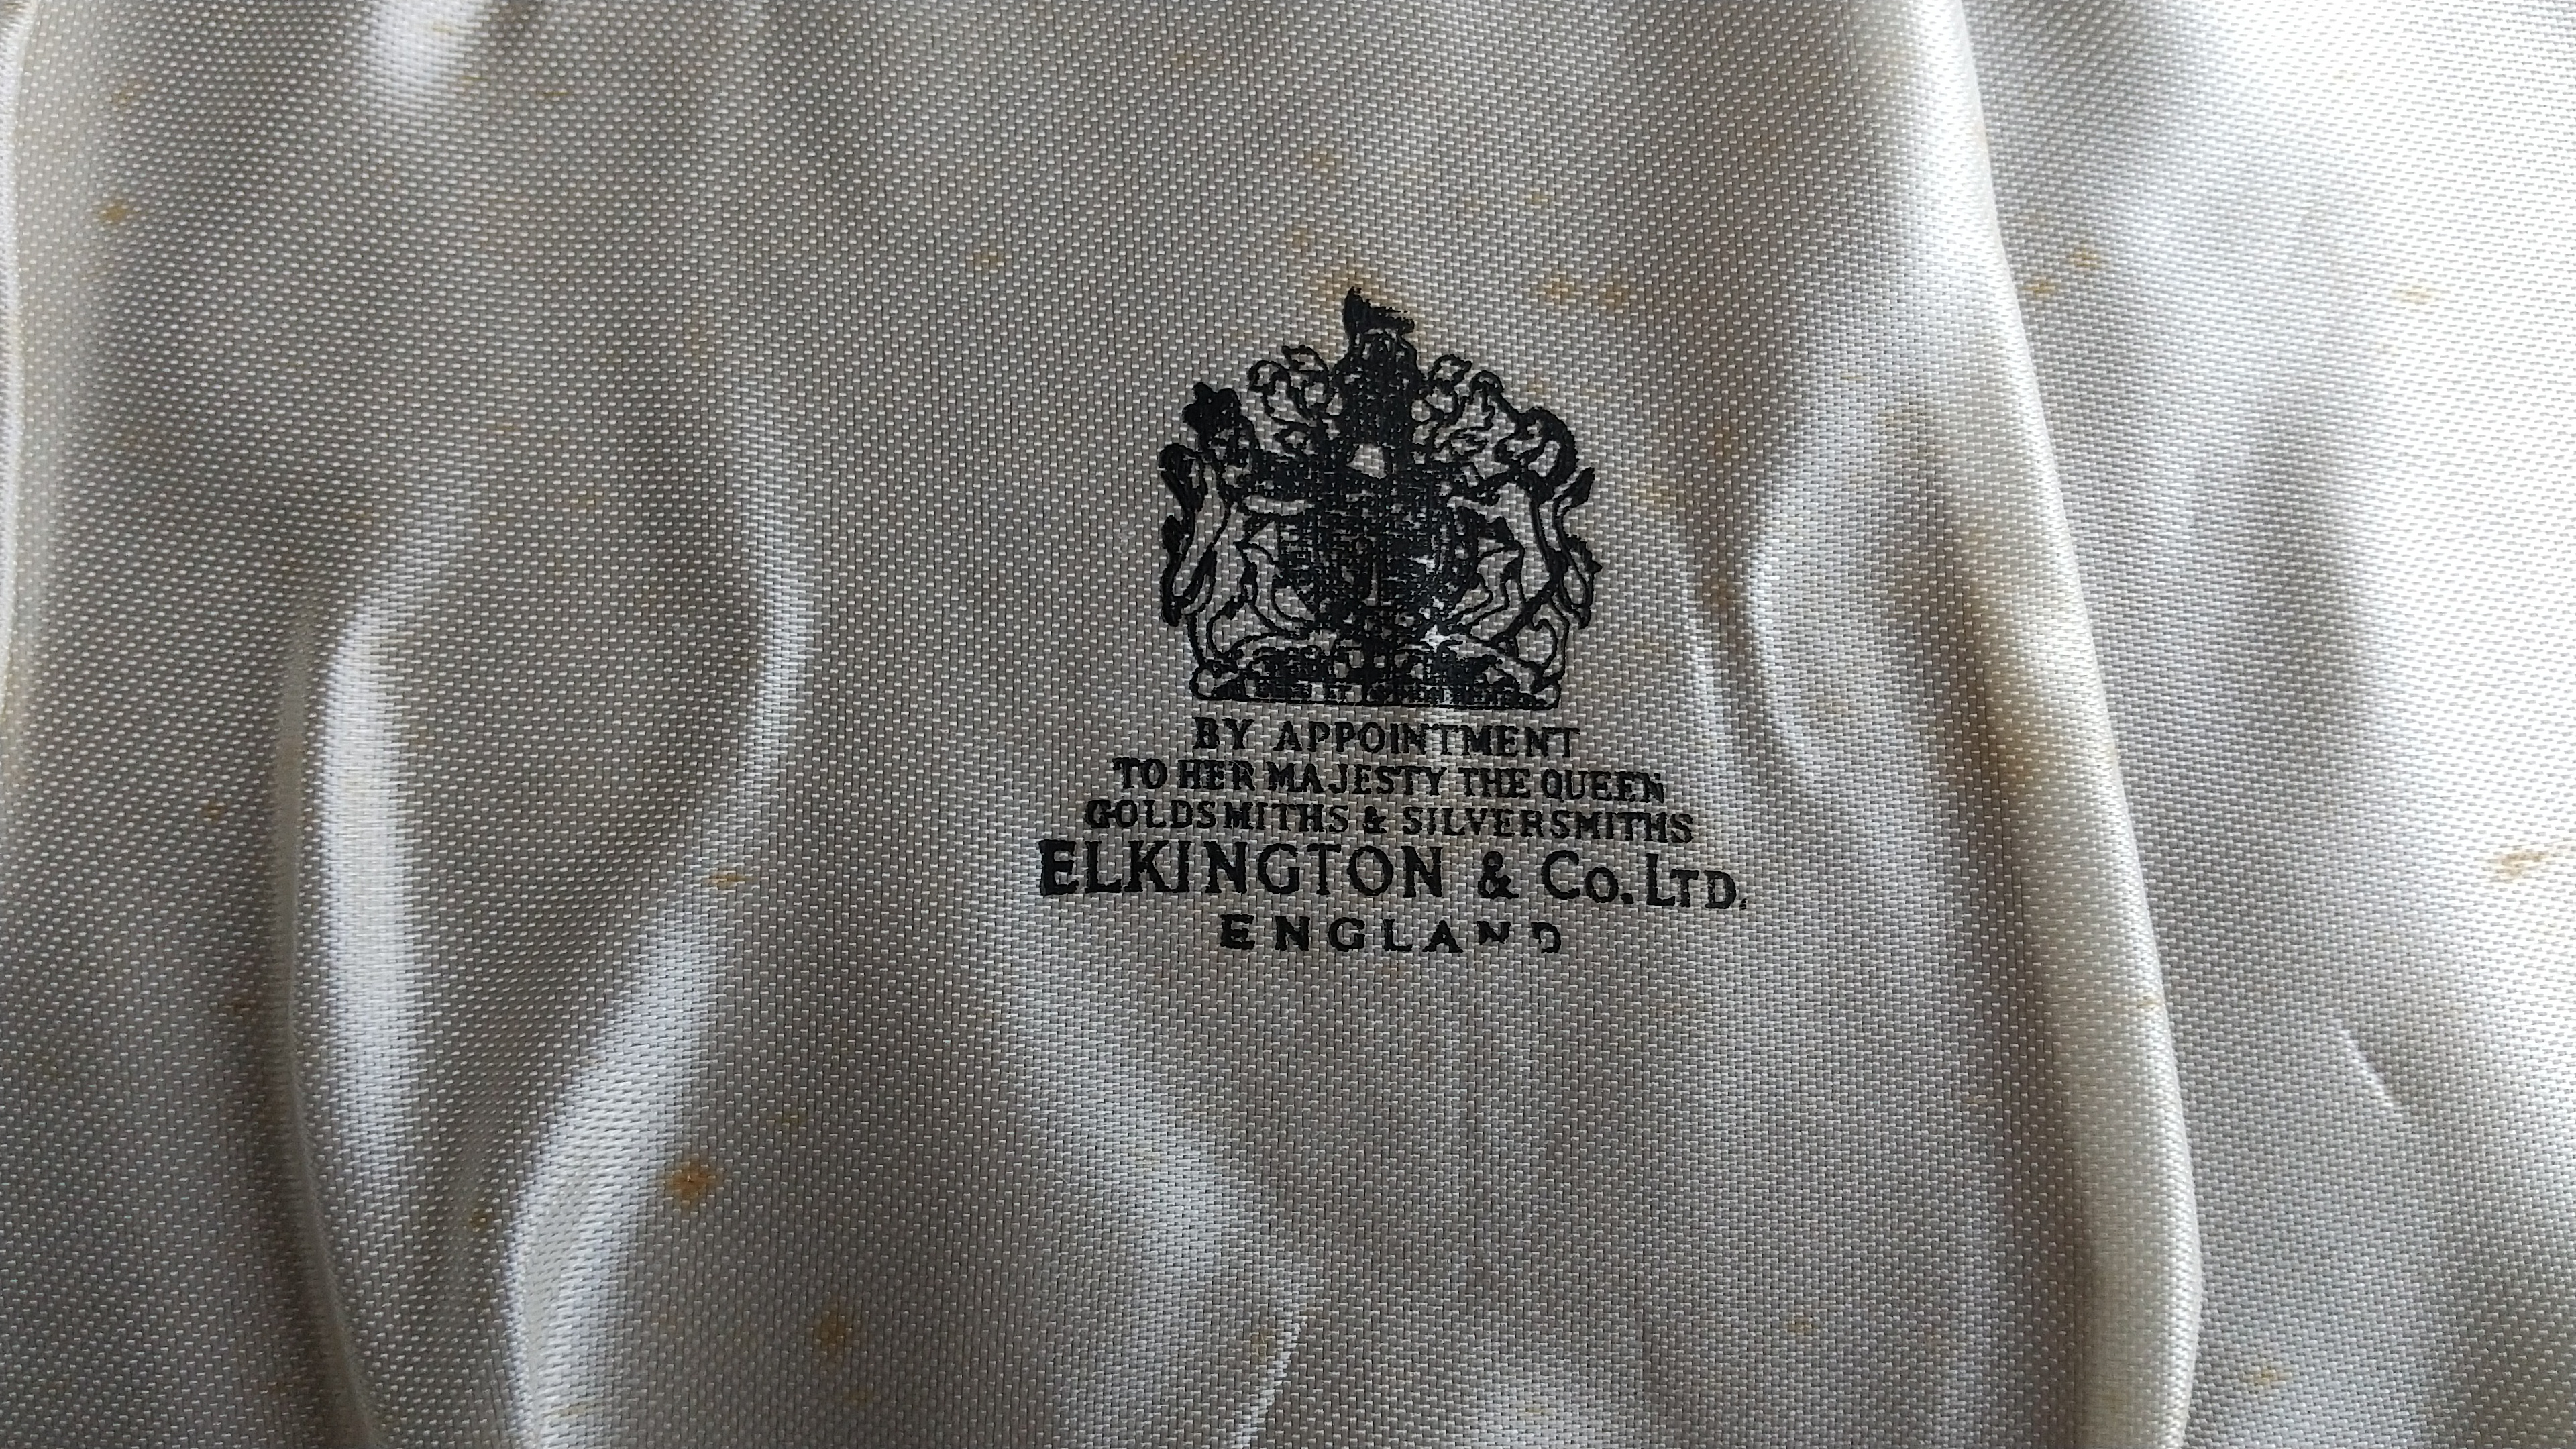 BY APPOINTMENT
TO HER MAJESTY THE QUEEN
GOLDSMITHS & SILVERSMITHS
ELKINGTON & CO. LTD.
ENGLAND